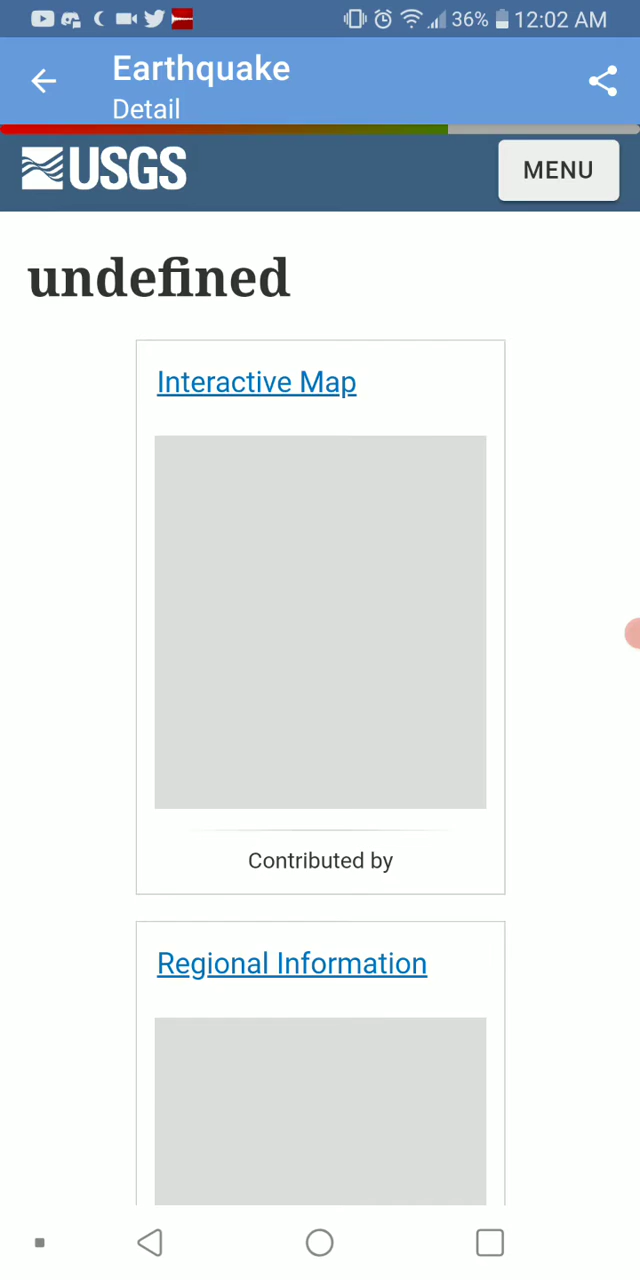 36% 12:02 AM
Earthquake
Detail
USGS
MENU
undefined
Interactive Map
Contributed by
Regional Information